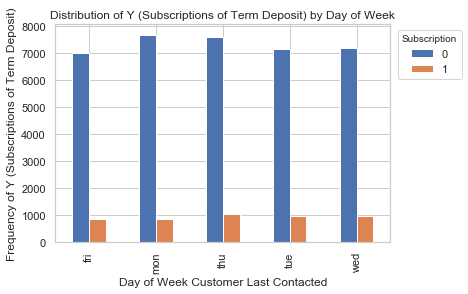 Distribution of Y (Subscriptions of Term Deposit) by Day of Week
Frequency of Y (Subscriptions of Term Deposit)
8000
7000
6000
5000
4000
3000
2000
1000
0
fri
mon
thu
tue
wed
Day of Week Customer Last Contacted
Subscription
0
1